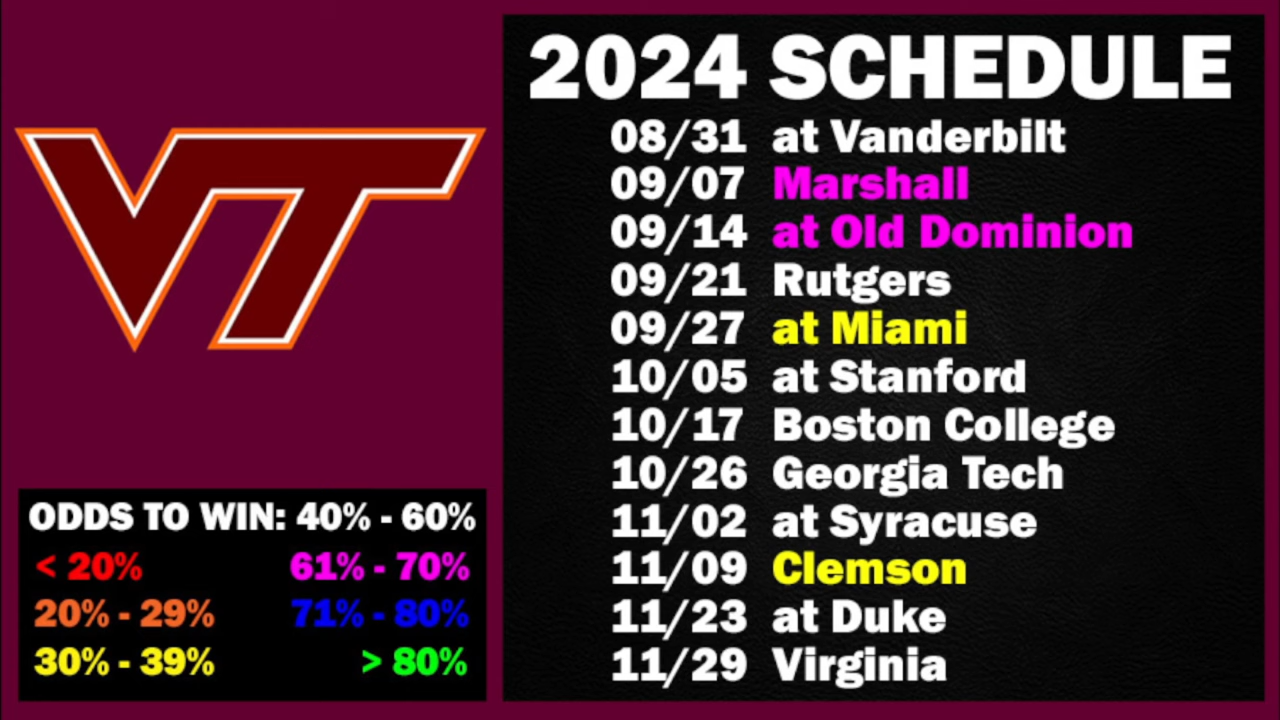 VT
2024 SCHEDULE
08/31 at Vanderbilt
09/07 Marshall
09/14 at Old Dominion
09/21 Rutgers
09/27 at Miami
10/05 at Stanford
10/17 Boston College
10/26 Georgia Tech
11/02 at Syracuse
11/09 Clemson
11/23 at Duke
11/29 Virginia
ODDS TO WIN: 40% - 60%
< 20% 61% - 70%
20% - 29% 71% - 80%
30% - 39% > 80%